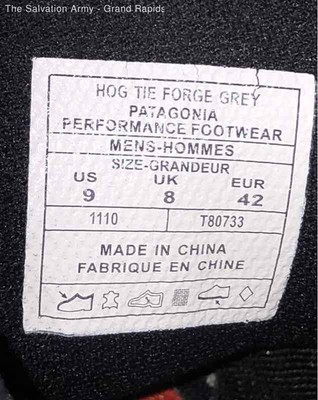 The Salvation Army - Grand Rapids
HOG TIE FORGE GREY
PATAGONIA
PERFORMANCE FOOTWEAR
MENS-HOMMES
SIZE-GRANDEUR
US UK EUR
9 8 42
1110 T80733
MADE IN CHINA
FABRIQUE EN CHINE